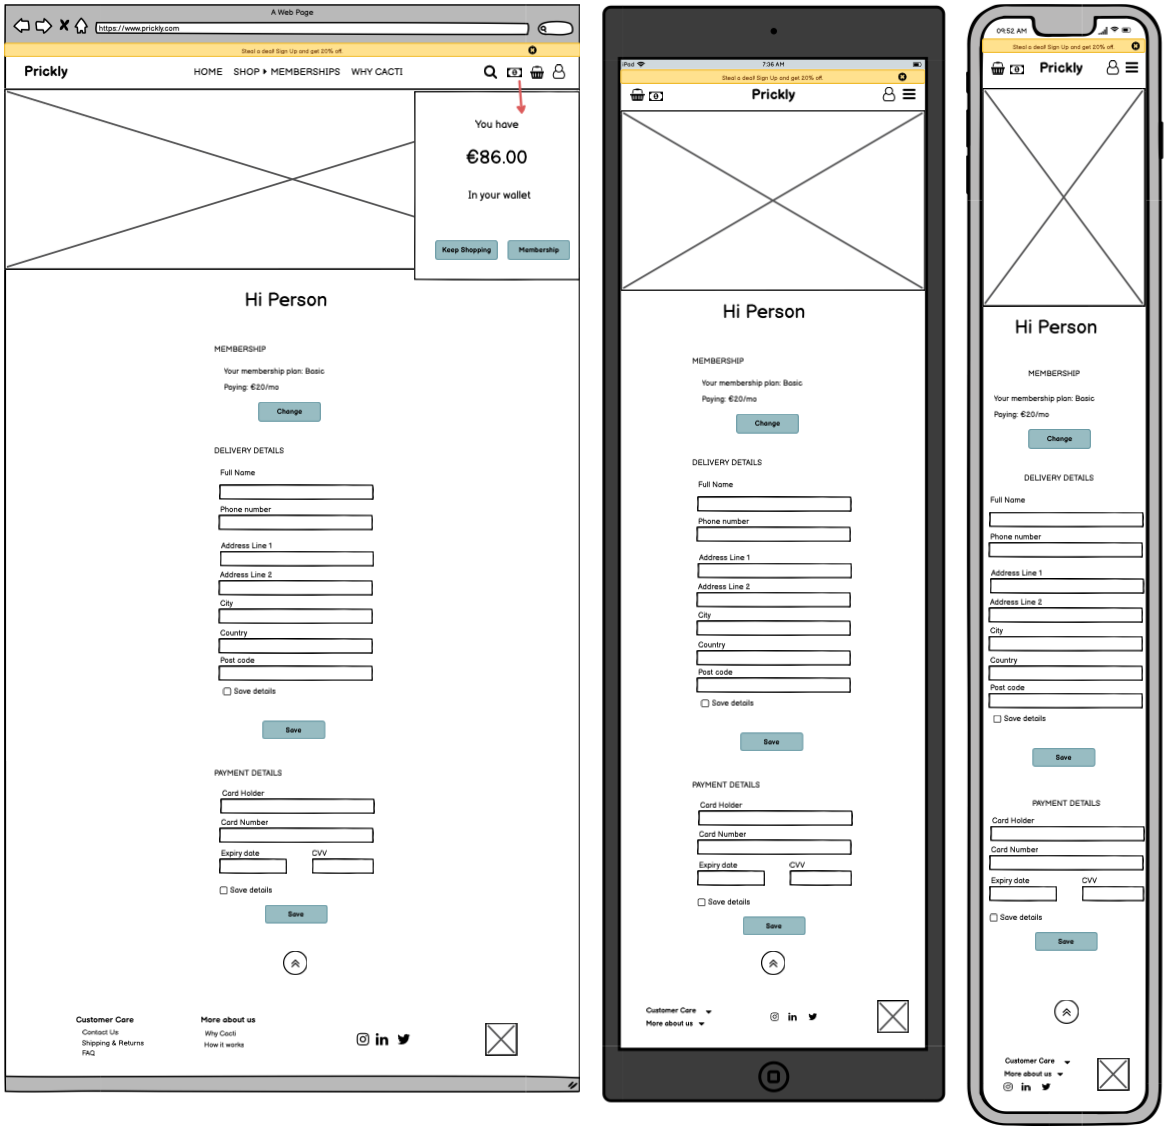 A Web Page
https://www.prickly.com
Steal a deal! Sign Up and get 20% off.
Prickly
HOME SHOP MEMBERSHIPS WHY CACTI
You have
€86.00
In your wallet
Keep Shopping Membership
Hi Person
MEMBERSHIP
Your membership plan: Basic
Paying: €20/mo
Change
DELIVERY DETAILS
Full Name
Phone number
Address Line 1
Address Line 2
City
Country
Post code
Save details
Save
PAYMENT DETAILS
Card Holder
Card Number
Expiry date CVV
Save details
Save
Customer Care More about us
Contact Us Why Cacti
Shipping & Returns How it works
FAQ
iPad 7:36 AM
Steal a deal! Sign Up and get 20% off.
Prickly
Hi Person
MEMBERSHIP
Your membership plan: Basic
Paying: €20/mo
Change
DELIVERY DETAILS
Full Name
Phone number
Address Line 1
Address Line 2
City
Country
Post code
Save details
Save
PAYMENT DETAILS
Card Holder
Card Number
Expiry date CVV
Save details
Save
Customer Care
More about us
09:52 AM
Steal a deal! Sign Up and get 20% off.
Prickly
Hi Person
MEMBERSHIP
Your membership plan: Basic
Paying: €20/mo
Change
DELIVERY DETAILS
Full Name
Phone number
Address Line 1
Address Line 2
City
Country
Post code
Save details
Save
PAYMENT DETAILS
Card Holder
Card Number
Expiry date CVV
Save details
Save
Customer Care
More about us